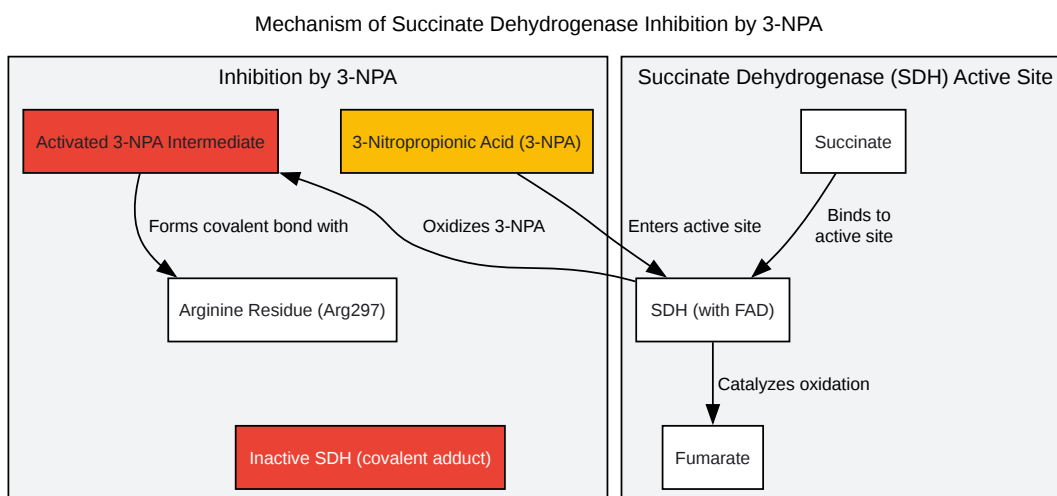 Mechanism of Succinate Dehydrogenase Inhibition by 3-NPA
Inhibition by 3-NPA
Succinate Dehydrogenase (SDH) Active Site
Activated 3-NPA Intermediate
3-Nitropropionic Acid (3-NPA)
Succinate
Forms covalent bond with
Oxidizes 3-NPA
Enters active site
Binds to
active site
Arginine Residue (Arg297)
SDH (with FAD)
Catalyzes oxidation
Inactive SDH (covalent adduct)
Fumarate